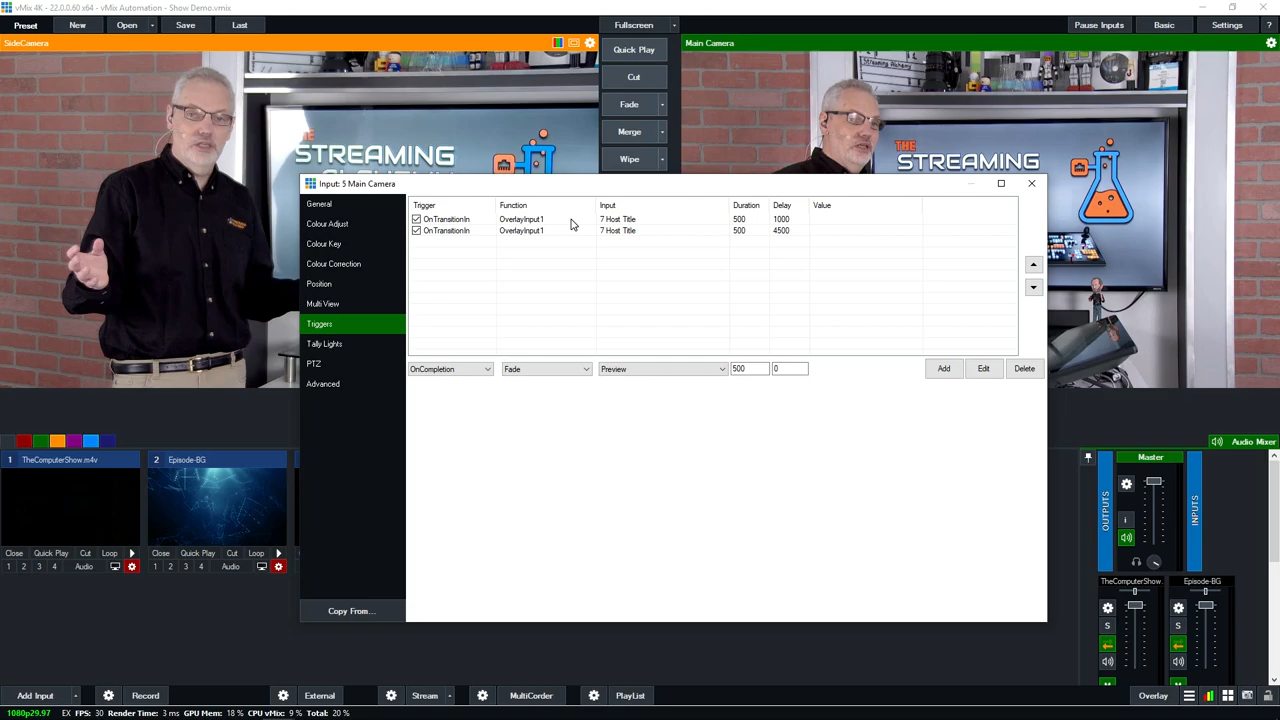 vMix 4K - 22.0.0.60 x64 - vMix Automation - Show Demo.vmix
Preset
New
Open
Save
Last
Fullscreen
Pause Inputs
Basic
Settings
?
SideCamera
Quick Play
Main Camera
Cut
Fade
Merge
Wipe
THE
STREAMING
THE
STREAMING
Streaming Alchemy
Input: 5 Main Camera
General
Colour Adjust
Colour Key
Colour Correction
Position
Multi View
Triggers
Tally Lights
PTZ
Advanced
Copy From...
Trigger Function Input Duration Delay Value
OnTransitionIn OverlayInput1 7 Host Title 500 1000
OnTransitionIn OverlayInput1 7 Host Title 500 4500
OnCompletion Fade Preview 500 0 Add Edit Delete
Audio Mixer
1 TheComputerShow.m4v
2 Episode-BG
Close Quick Play Cut Loop
Close Quick Play Cut Loop
1 2 3 4 Audio
1 2 3 4 Audio
Master
OUTPUTS
INPUTS
i
TheComputerShow.
Episode-BG
S
S
M
M
Add Input
Record
External
Stream
MultiCorder
PlayList
Overlay
1080p29.97 EX FPS: 30 Render Time: 3 ms GPU Mem: 18 % CPU vMix: 9 % Total: 20 %